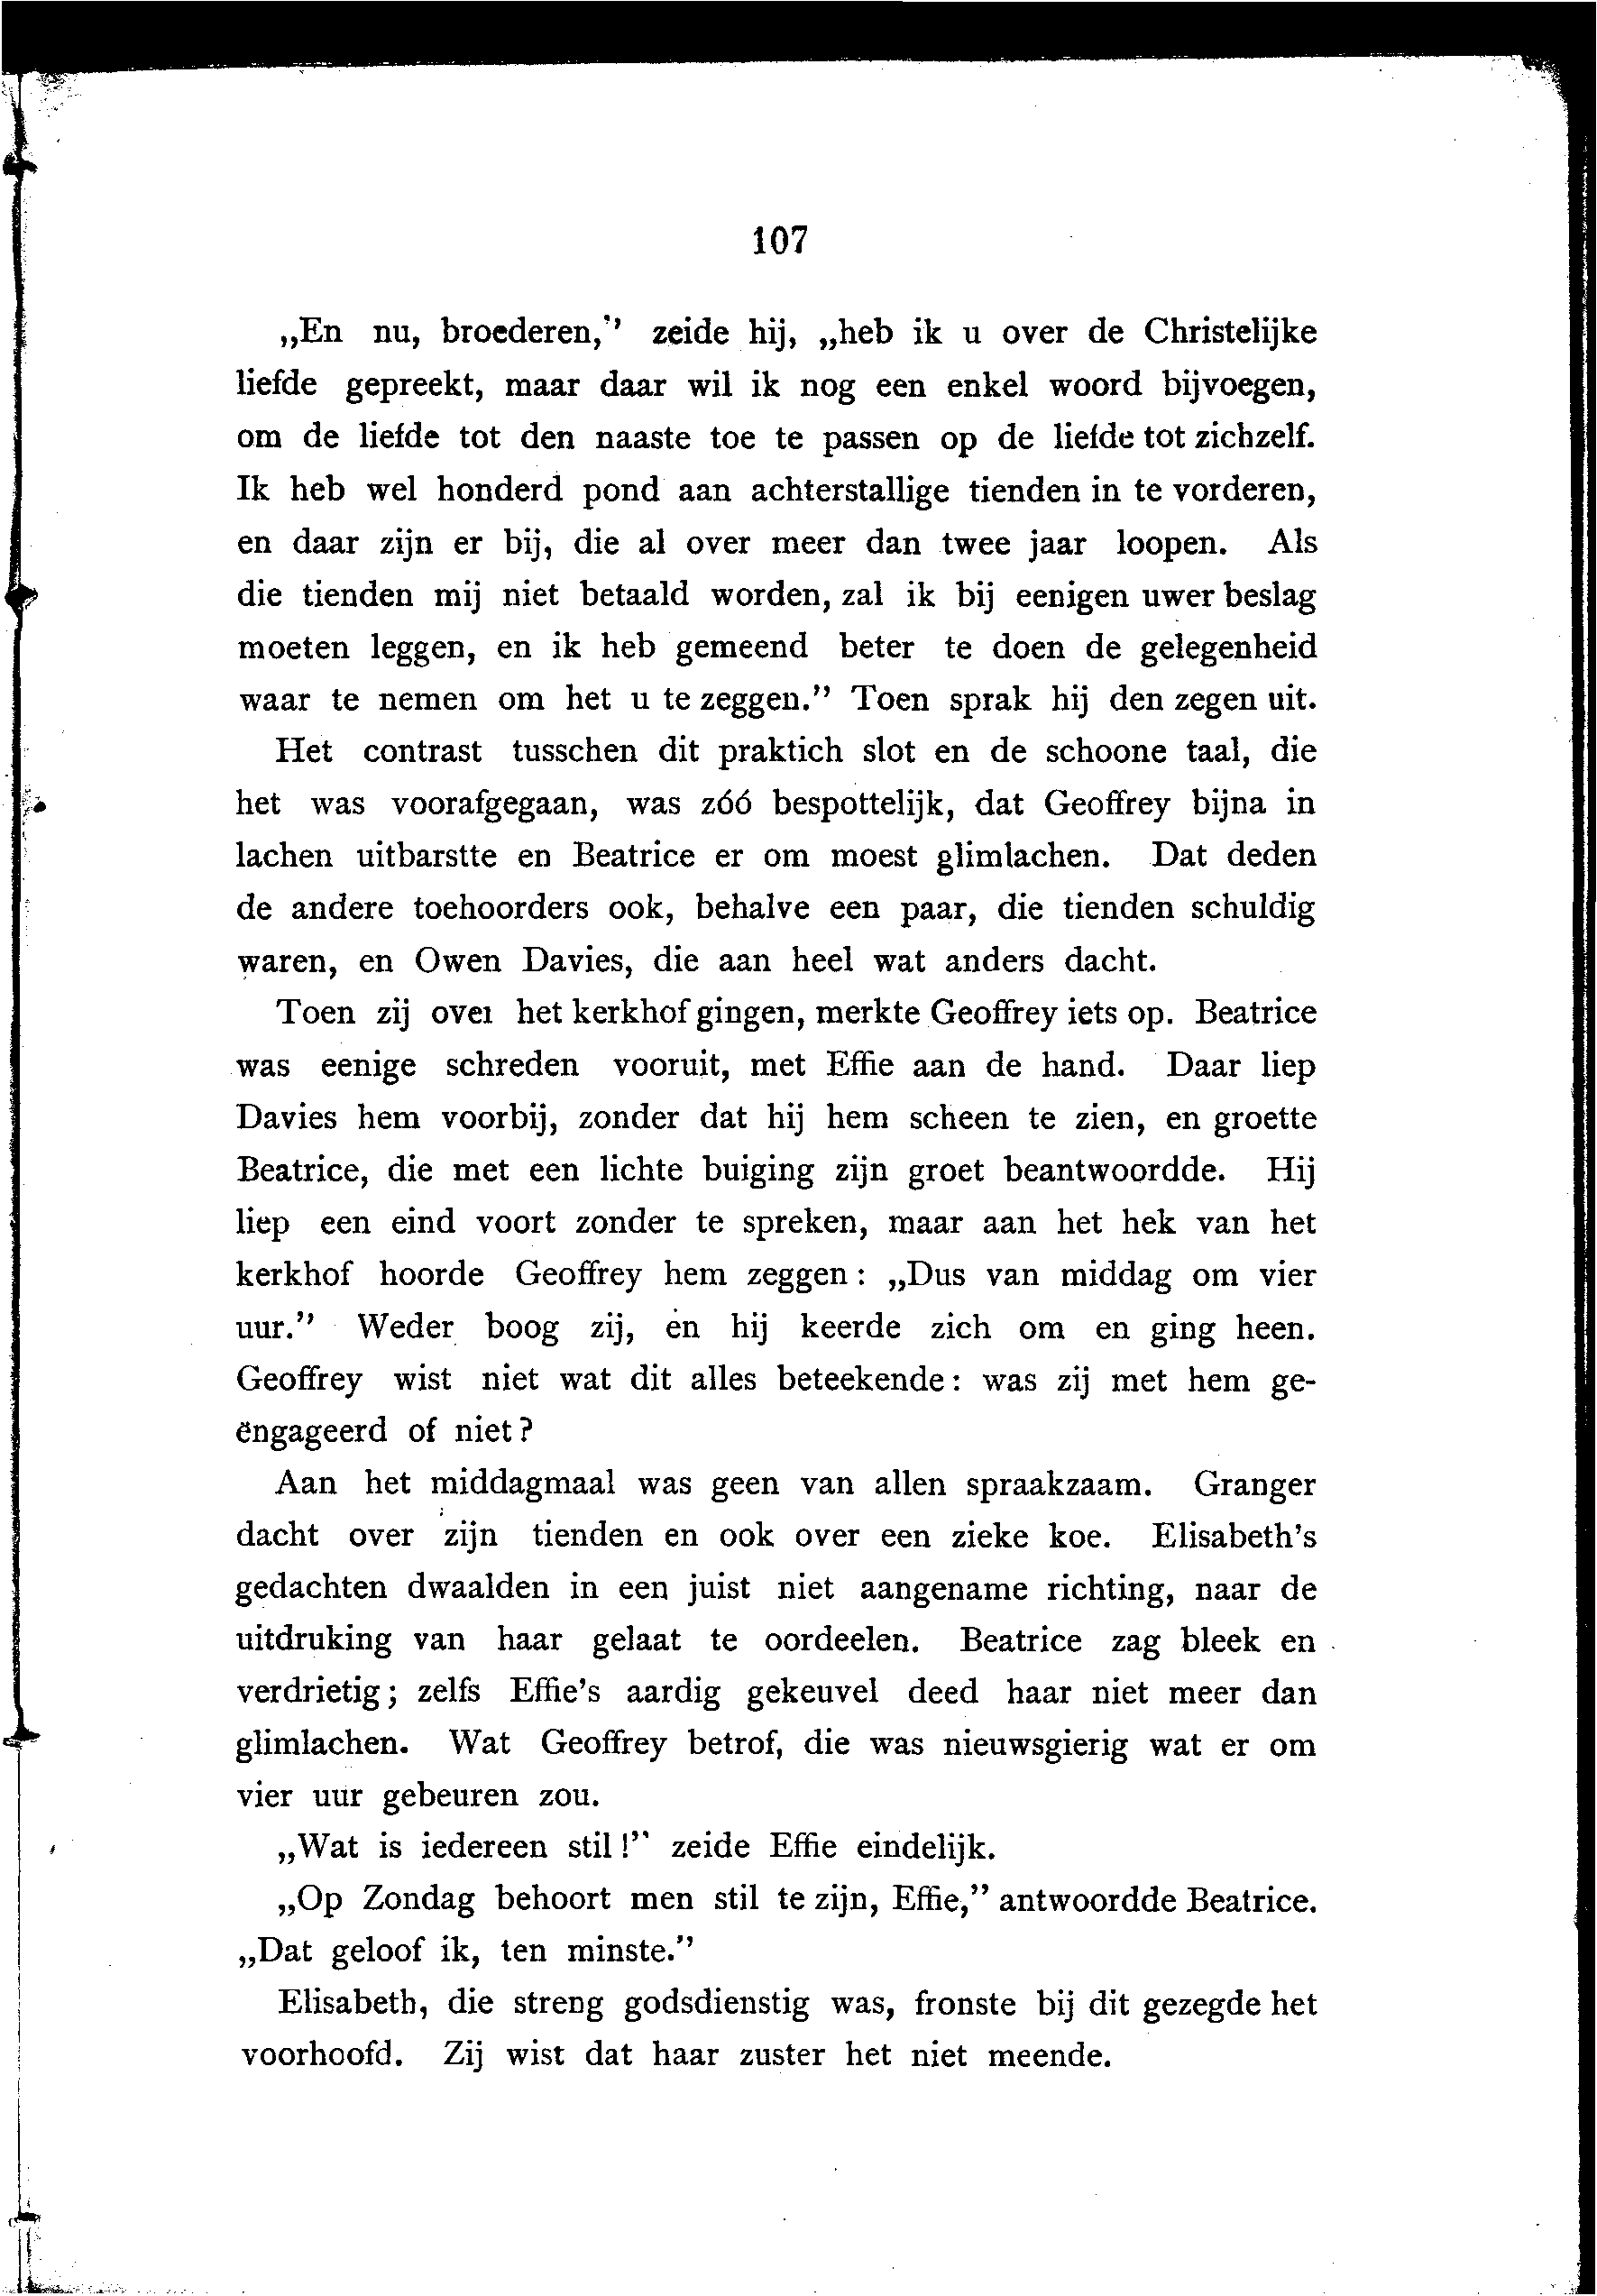 107
„En nu, broederen,” zeide hij, „heb ik u over de Christelijke
liefde gepreekt, maar daar wil ik nog een enkel woord bijvoegen,
om de liefde tot den naaste toe te passen op de liefde tot zichzelf.
Ik heb wel honderd pond aan achterstallige tienden in te vorderen,
en daar zijn er bij, die al over meer dan twee jaar loopen. Als
die tienden mij niet betaald worden, zal ik bij eenigen uwer beslag
moeten leggen, en ik heb gemeend beter te doen de gelegenheid
waar te nemen om het u te zeggen.” Toen sprak hij den zegen uit.
Het contrast tusschen dit praktich slot en de schoone taal, die
het was voorafgegaan, was zóó bespottelijk, dat Geoffrey bijna in
lachen uitbarstte en Beatrice er om moest glimlachen. Dat deden
de andere toehoorders ook, behalve een paar, die tienden schuldig
waren, en Owen Davies, die aan heel wat anders dacht.
Toen zij over het kerkhof gingen, merkte Geoffrey iets op. Beatrice
was eenige schreden vooruit, met Effie aan de hand. Daar liep
Davies hem voorbij, zonder dat hij hem scheen te zien, en groette
Beatrice, die met een lichte buiging zijn groet beantwoordde. Hij
liep een eind voort zonder te spreken, maar aan het hek van het
kerkhof hoorde Geoffrey hem zeggen: „Dus van middag om vier
uur.” Weder boog zij, en hij keerde zich om en ging heen.
Geoffrey wist niet wat dit alles beteekende: was zij met hem ge-
ëngageerd of niet?
Aan het middagmaal was geen van allen spraakzaam. Granger
dacht over zijn tienden en ook over een zieke koe. Elisabeth's
gedachten dwaalden in een juist niet aangename richting, naar de
uitdruking van haar gelaat te oordeelen. Beatrice zag bleek en
verdrietig; zelfs Effie's aardig gekeuvel deed haar niet meer dan
glimlachen. Wat Geoffrey betrof, die was nieuwsgierig wat er om
vier uur gebeuren zou.
„Wat is iedereen stil!” zeide Effie eindelijk.
„Op Zondag behoort men stil te zijn, Effie,” antwoordde Beatrice.
„Dat geloof ik, ten minste.”
Elisabeth, die streng godsdienstig was, fronste bij dit gezegde het
voorhoofd. Zij wist dat haar zuster het niet meende.